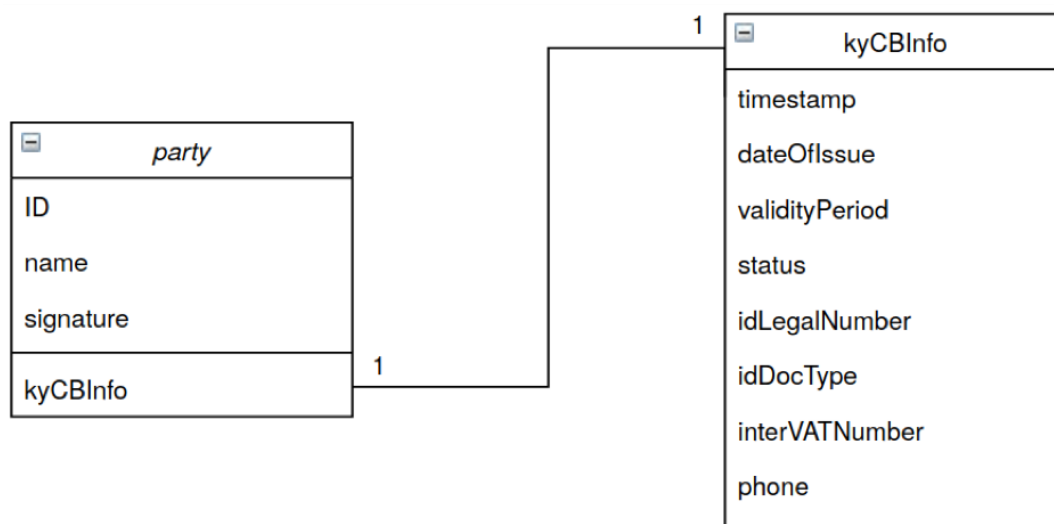 party
ID
name
signature
kyCBInfo
1
1
kyCBInfo
timestamp
dateOfIssue
validityPeriod
status
idLegalNumber
idDocType
interVATNumber
phone